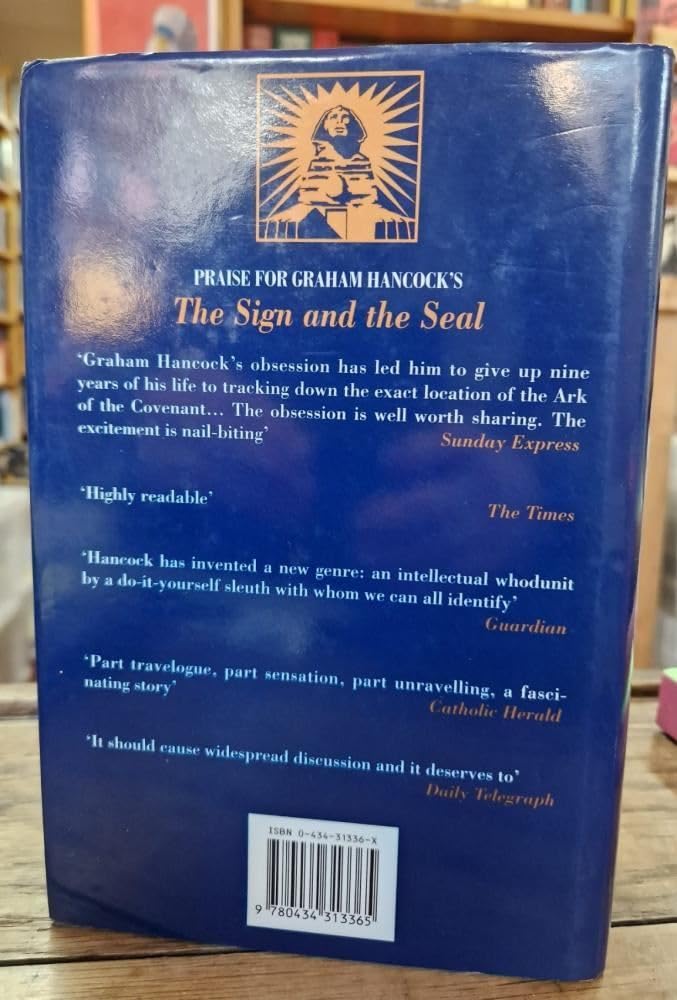 PRAISE FOR GRAHAM HANCOCK'S
The Sign and the Seal
‘Graham Hancock's obsession has led him to give up nine
years of his life to tracking down the exact location of the Ark
of the Covenant... The obsession is well worth sharing. The
excitement is nail-biting’ Sunday Express
‘Highly readable’
The Times
‘Hancock has invented a new genre: an intellectual whodunit
by a do-it-yourself sleuth with whom we can all identify’
Guardian
‘Part travelogue, part sensation, part unravelling, a fasci-
nating story’
Catholic Herald
‘It should cause widespread discussion and it deserves to’
Daily Telegraph
ISBN 0-434-31336-X
9 780434 313365